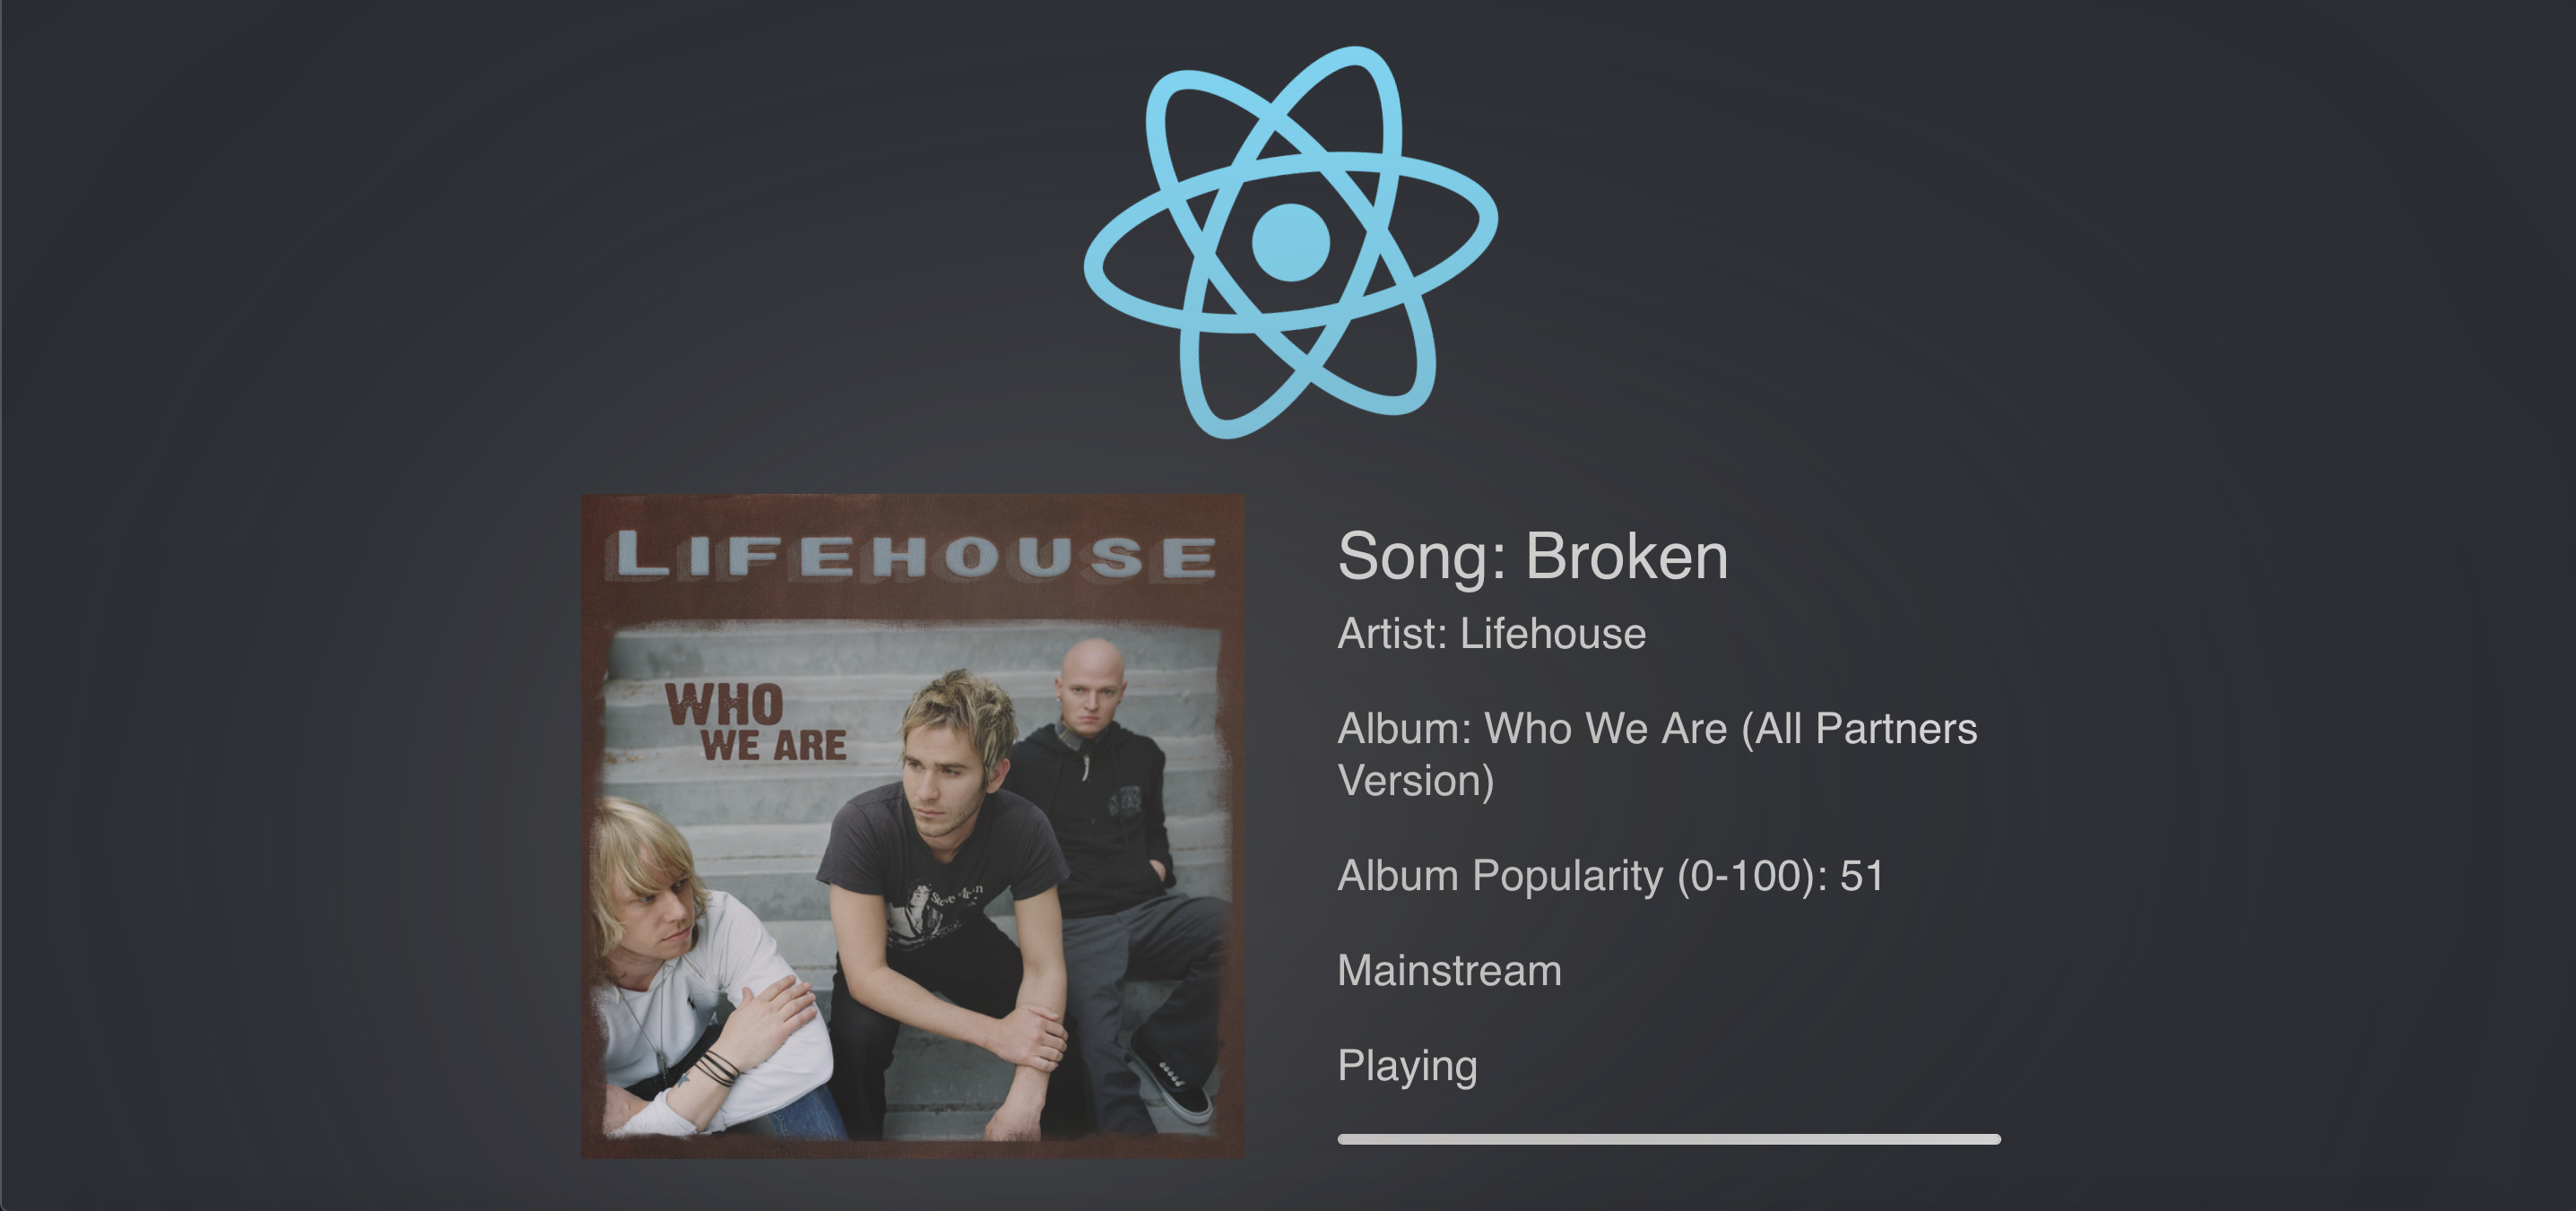 LIFEHOUSE
WHO
WE ARE
Song: Broken
Artist: Lifehouse
Album: Who We Are (All Partners
Version)
Album Popularity (0-100): 51
Mainstream
Playing